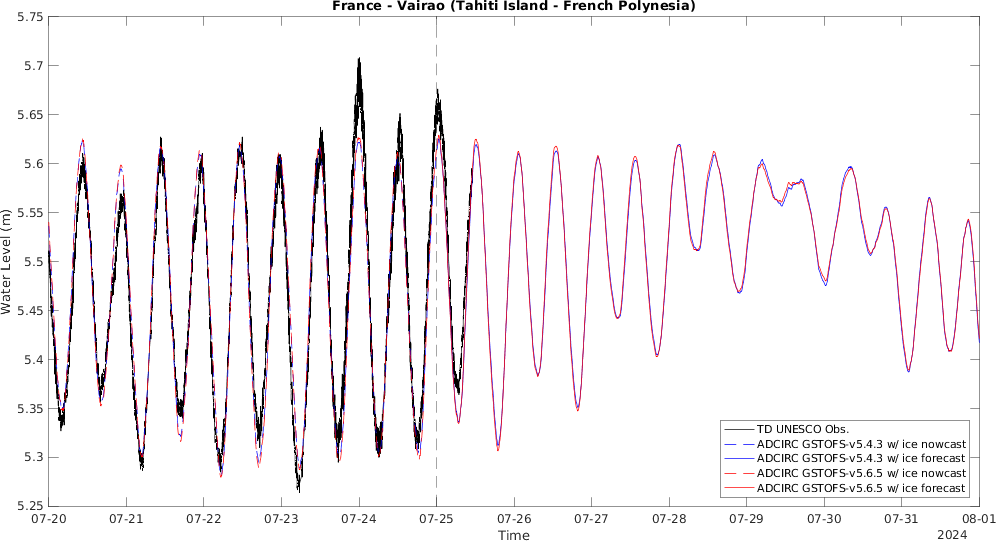 France - Vairao (Tahiti Island - French Polynesia)
5.75
5.7
5.65
5.6
5.55
5.5
5.45
5.4
5.35
5.3
5.25
Water Level (m)
TD UNESCO Obs.
ADCIRC GSTOFS-v5.4.3 w/ ice nowcast
ADCIRC GSTOFS-v5.4.3 w/ ice forecast
ADCIRC GSTOFS-v5.6.5 w/ ice nowcast
ADCIRC GSTOFS-v5.6.5 w/ ice forecast
07-20 07-21 07-22 07-23 07-24 07-25 07-26 07-27 07-28 07-29 07-30 07-31 08-01
Time
2024